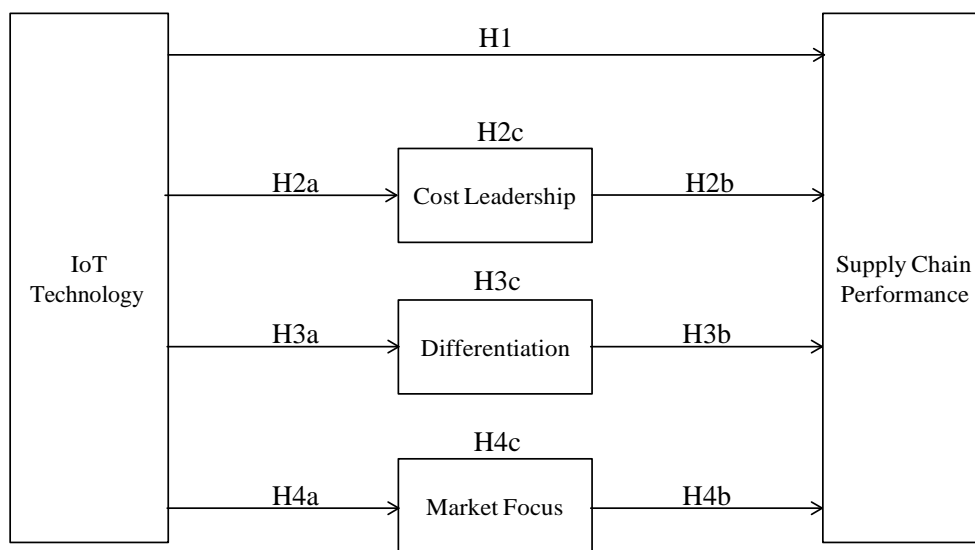 H1
H2c
H2a
Cost Leadership
H2b
IoT
Technology
Supply Chain
Performance
H3c
H3a
Differentiation
H3b
H4c
H4a
Market Focus
H4b